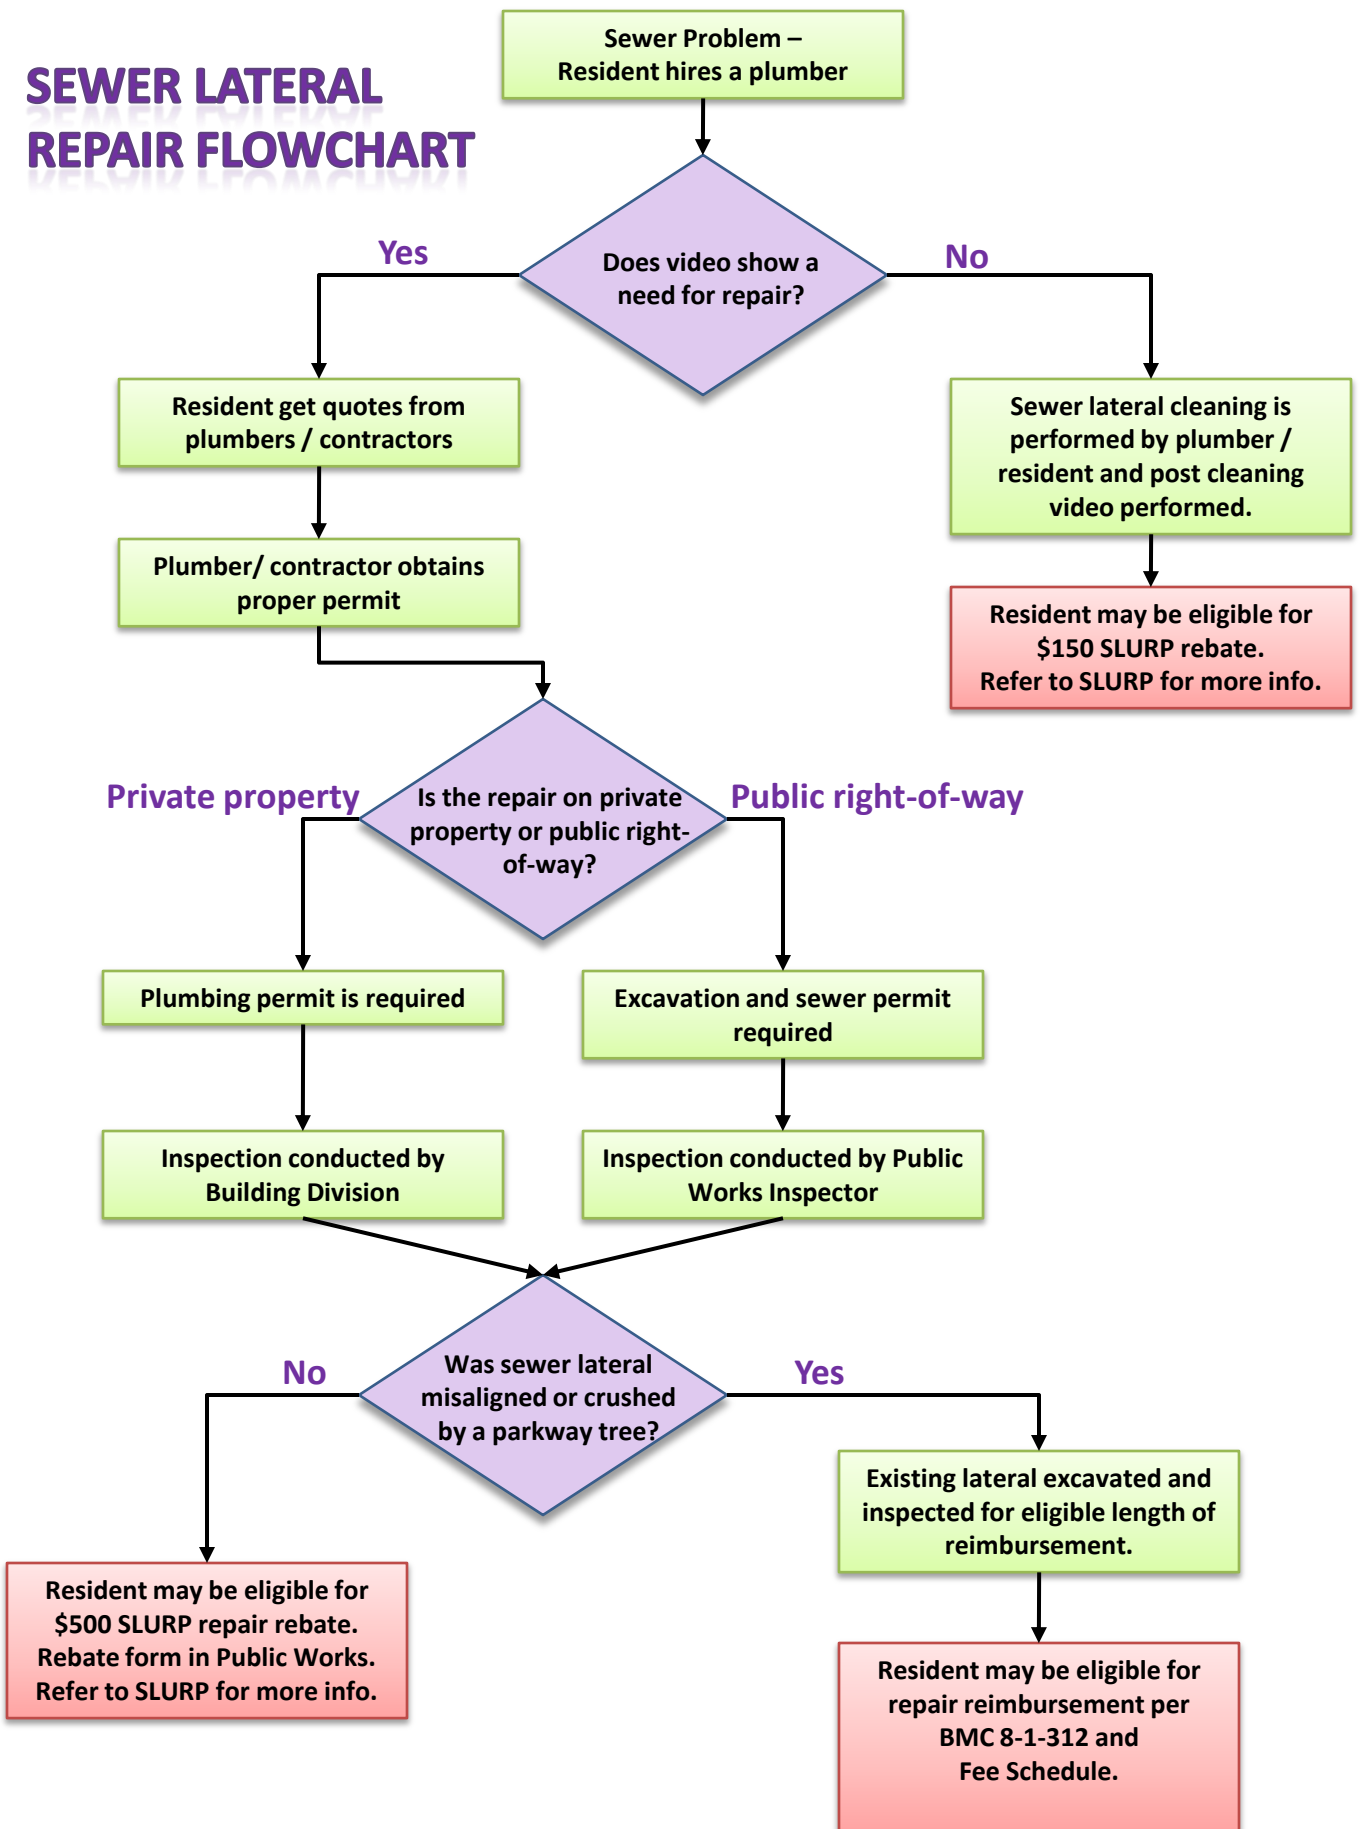 SEWER LATERAL
REPAIR FLOWCHART
Sewer Problem –
Resident hires a plumber
Does video show a
need for repair?
Yes
No
Resident get quotes from
plumbers / contractors
Sewer lateral cleaning is
performed by plumber /
resident and post cleaning
video performed.
Plumber/ contractor obtains
proper permit
Resident may be eligible for
$150 SLURP rebate.
Refer to SLURP for more info.
Is the repair on private
property or public right-
of-way?
Private property
Public right-of-way
Plumbing permit is required
Excavation and sewer permit
required
Inspection conducted by
Building Division
Inspection conducted by Public
Works Inspector
Was sewer lateral
misaligned or crushed
by a parkway tree?
No
Yes
Existing lateral excavated and
inspected for eligible length of
reimbursement.
Resident may be eligible for
$500 SLURP repair rebate.
Rebate form in Public Works.
Refer to SLURP for more info.
Resident may be eligible for
repair reimbursement per
BMC 8-1-312 and
Fee Schedule.